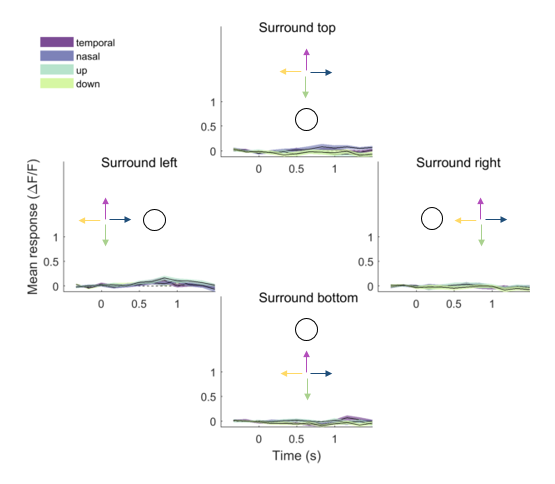 Surround top
temporal
nasal
up
down
1
0.5
0
0 1
Surround left
Surround right
Mean response (ΔF/F)
1
0.5
0
0 0.5 1
1
0.5
0
0 0.5 1
Surround bottom
1
0.5
0
0 0.5 1
Time (s)